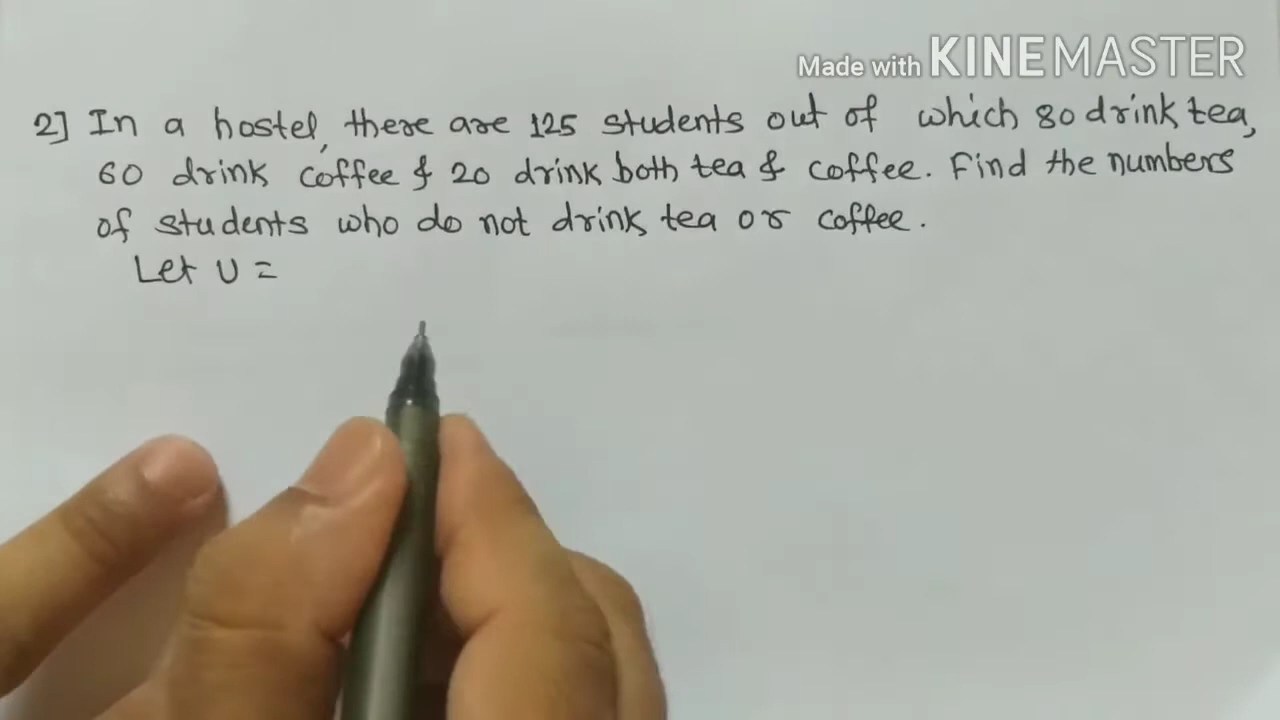 Made with KINEMASTER
2] In a hostel, there are 125 students out of which 80 drink tea,
60 drink coffee & 20 drink both tea & coffee. Find the numbers
of students who do not drink tea or coffee.
Let U =